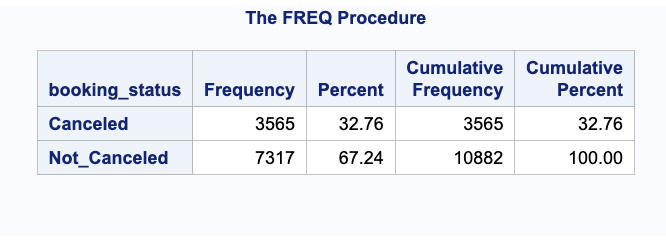 The FREQ Procedure
Cumulative Cumulative
booking_status Frequency Percent Frequency Percent
Canceled 3565 32.76 3565 32.76
Not_Canceled 7317 67.24 10882 100.00